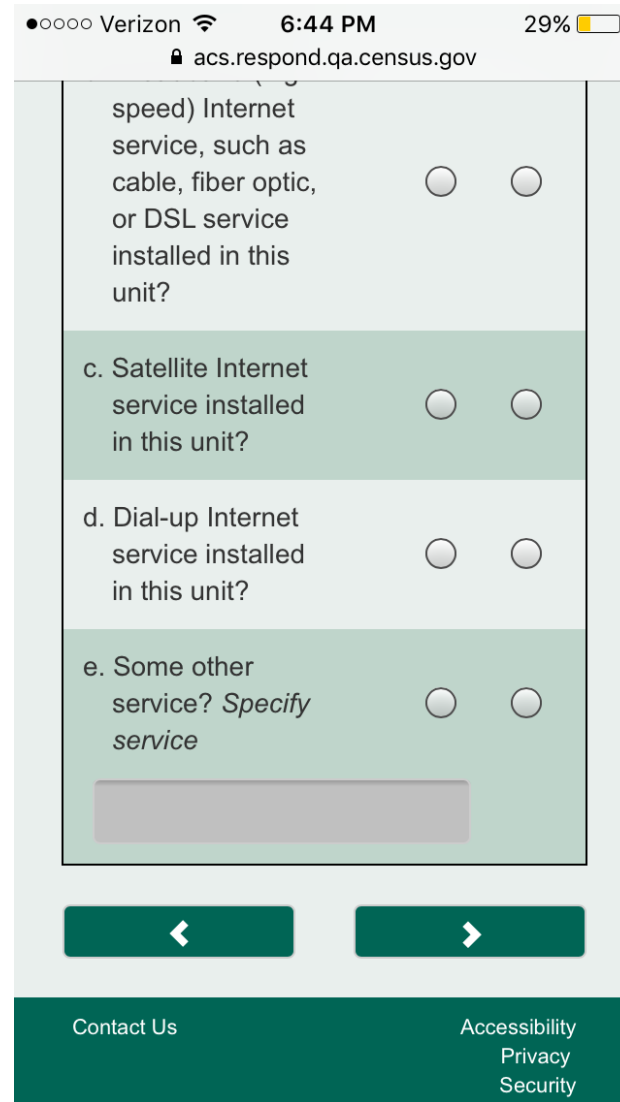 Verizon 6:44 PM 29%
acs.respond.qa.census.gov
speed) Internet
service, such as
cable, fiber optic,
or DSL service
installed in this
unit?
c. Satellite Internet
service installed
in this unit?
d. Dial-up Internet
service installed
in this unit?
e. Some other
service? Specify
service
Contact Us
Accessibility
Privacy
Security